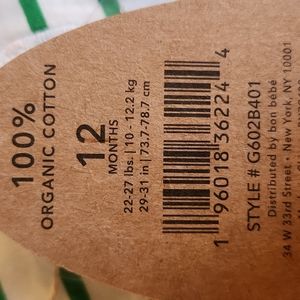 100%
ORGANIC COTTON
12
MONTHS
22-27 lbs. | 10 - 12.2 kg
29-31 in | 73.7-78.7 cm
1 96018 36224 4
STYLE # G602B401
Distributed by bon bébé
34 W 33rd Street • New York, NY 10001